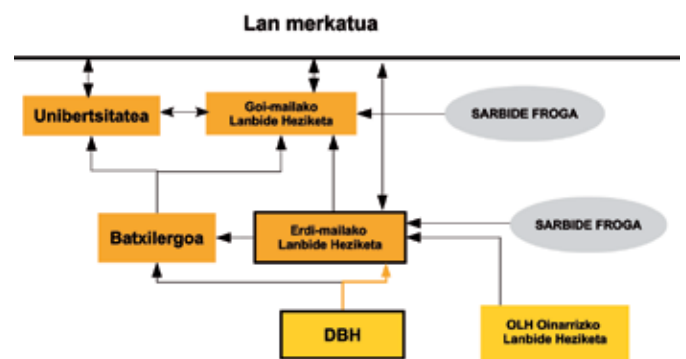 Lan merkatua
Unibertsitatea
Goi-mailako
Lanbide Heziketa
SARBIDE FROGA
Batxilergoa
Erdi-mailako
Lanbide Heziketa
SARBIDE FROGA
DBH
OLH Oinarrizko
Lanbide Heziketa